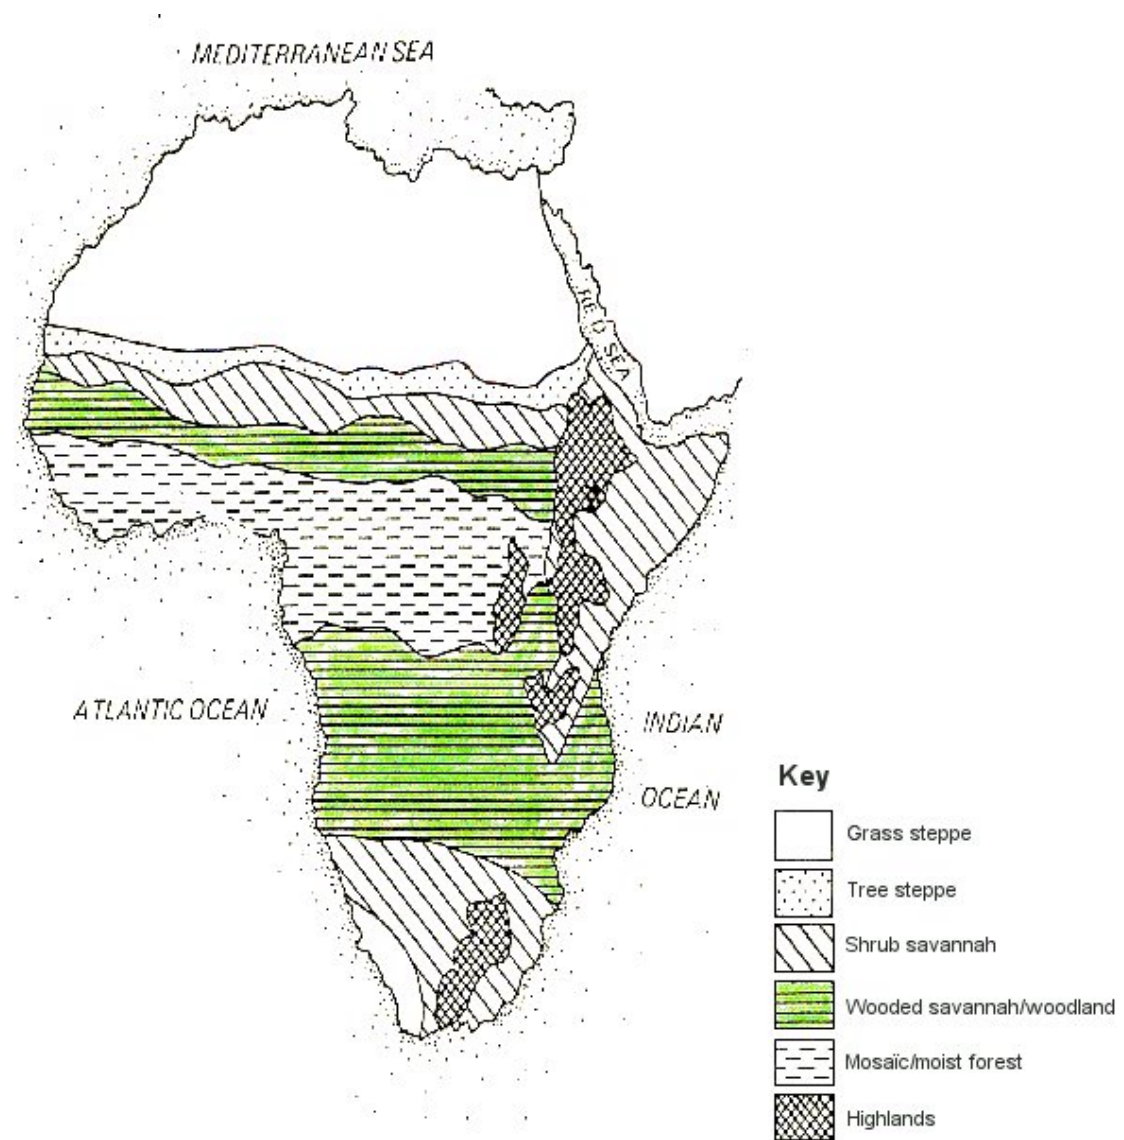 MEDITERRANEAN SEA
RED SEA
ATLANTIC OCEAN
INDIAN
OCEAN
Key
Grass steppe
Tree steppe
Shrub savannah
Wooded savannah/woodland
Mosaïc/moist forest
Highlands